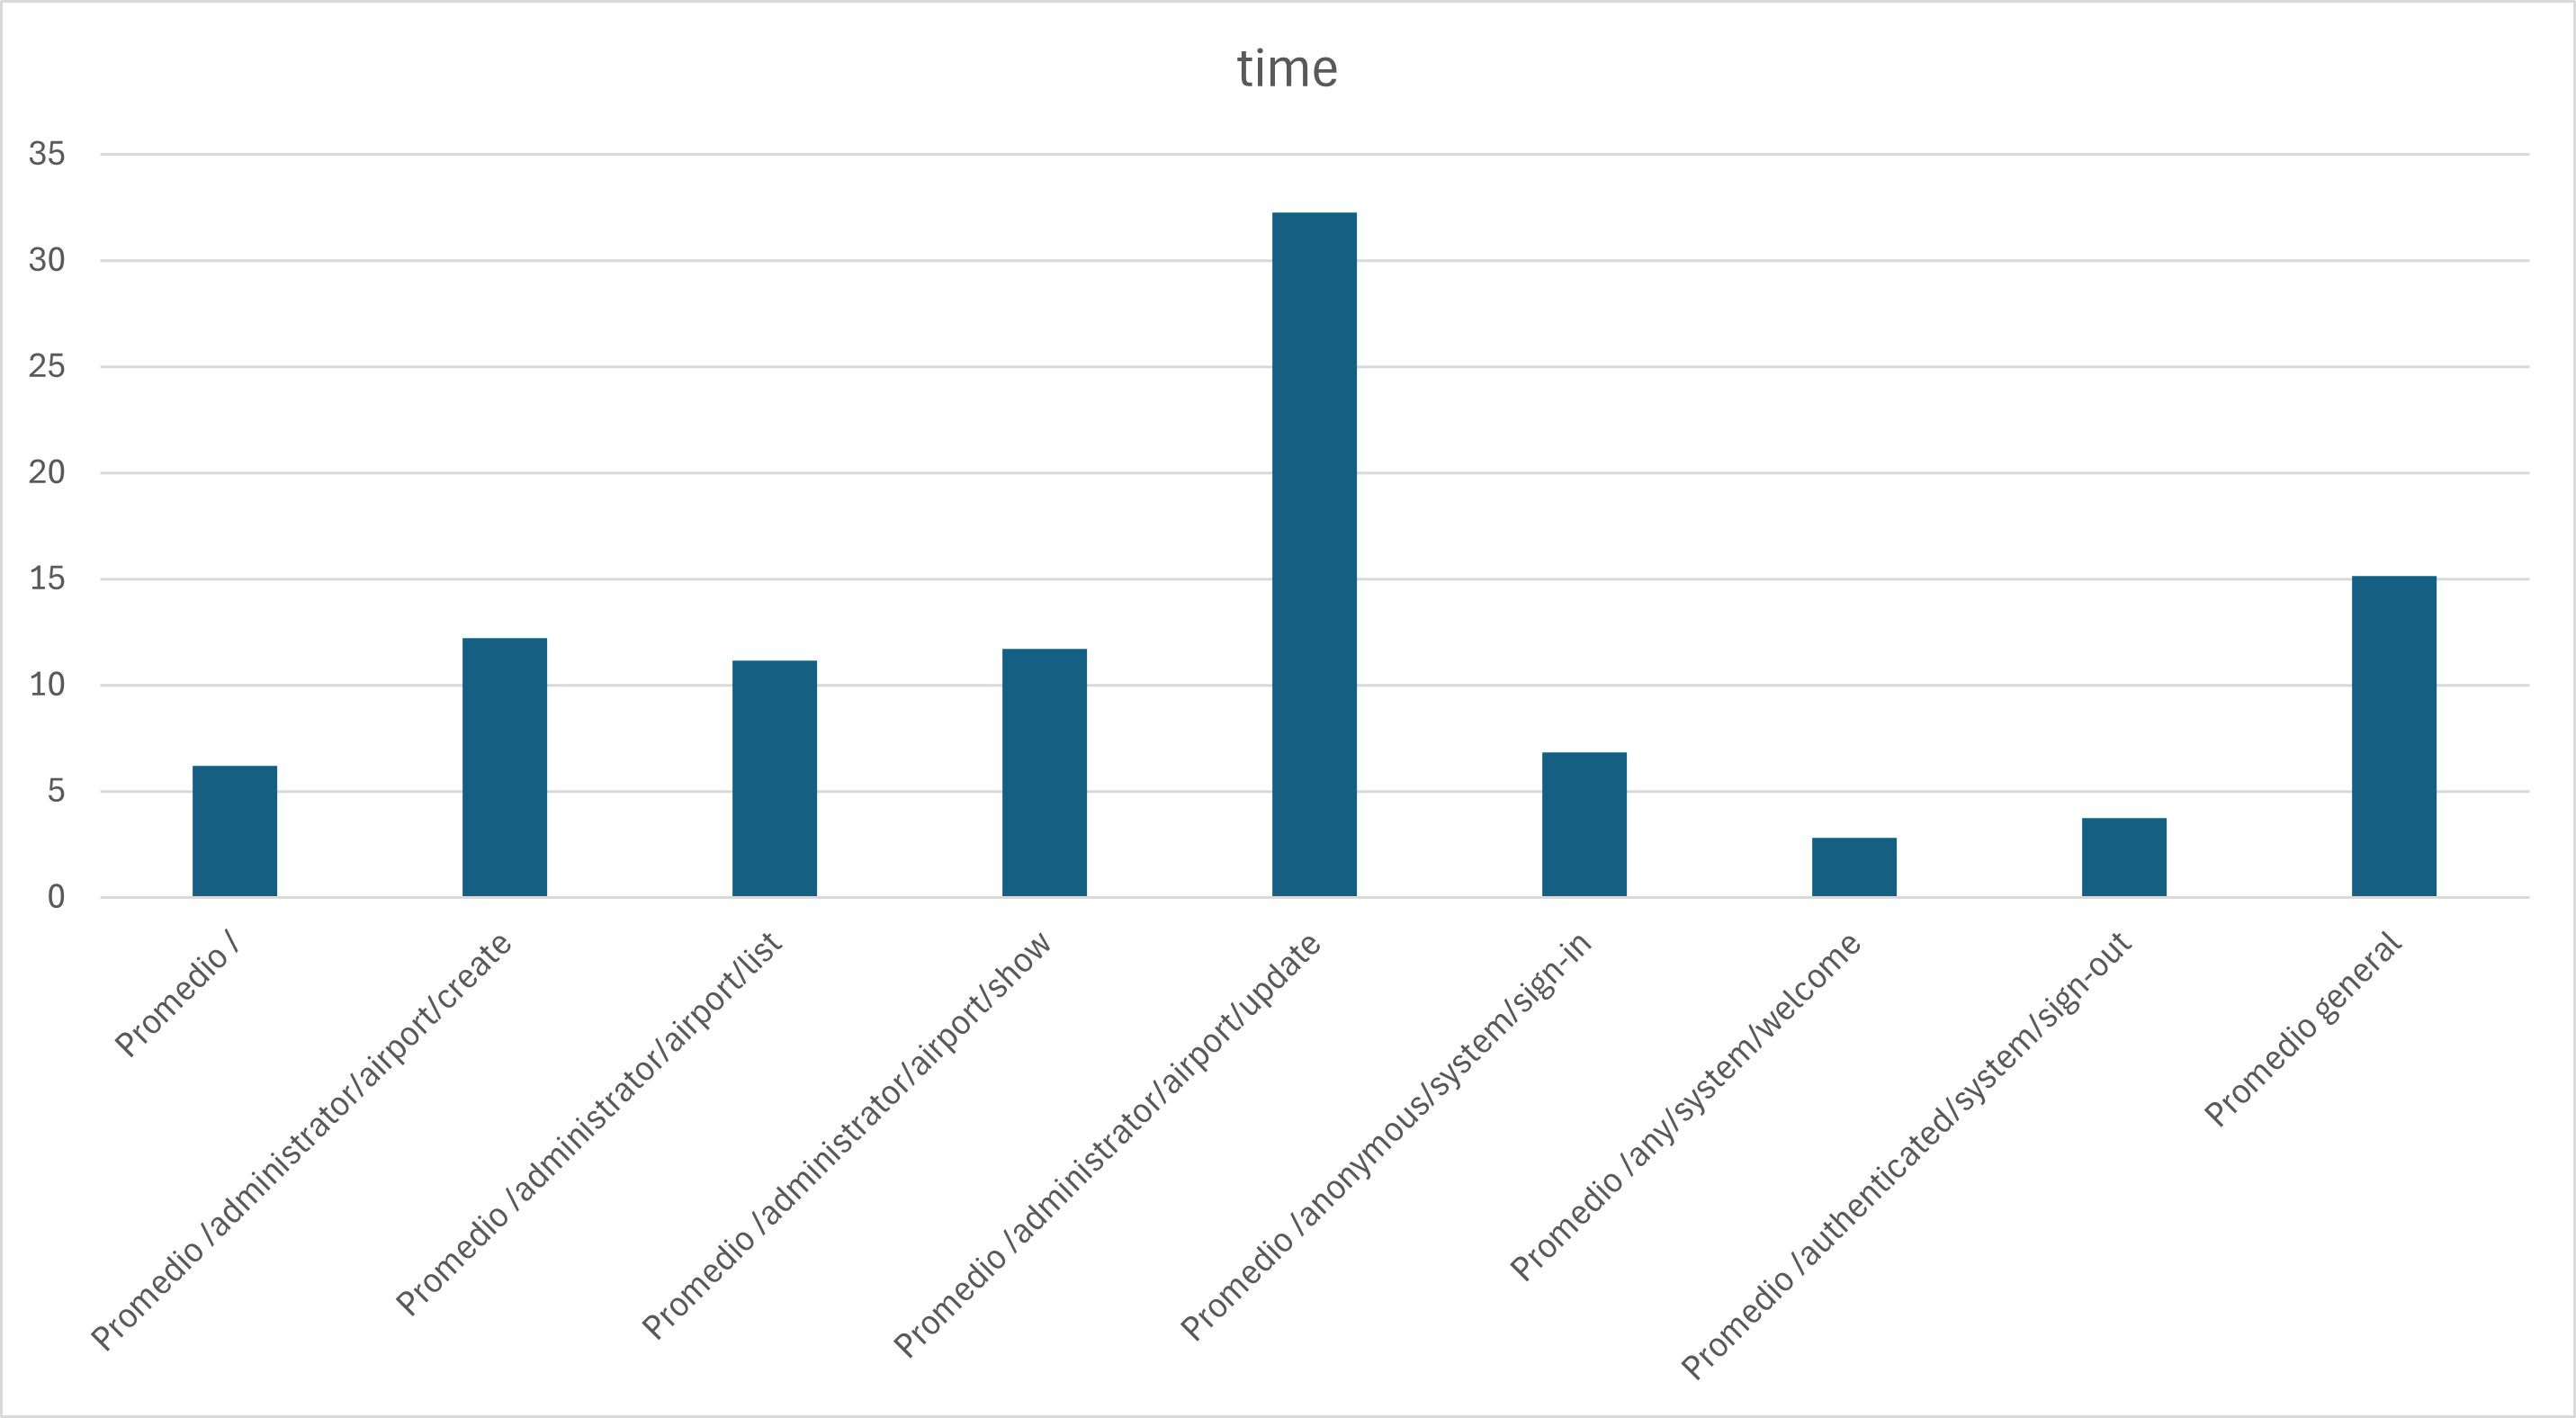 time
35
30
25
20
15
10
5
0
Promedio /
Promedio /administrator/airport/create
Promedio /administrator/airport/list
Promedio /administrator/airport/show
Promedio /administrator/airport/update
Promedio /anonymous/system/sign-in
Promedio /any/system/welcome
Promedio /authenticated/system/sign-out
Promedio general